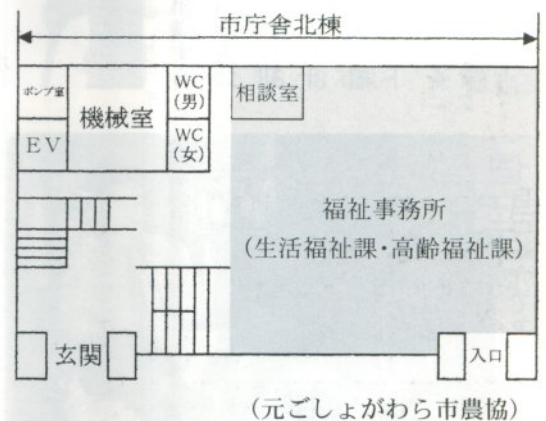 市庁舎北棟
ポンプ室
機械室
WC
(男)
相談室
EV
WC
(女)
福祉事務所
(生活福祉課・高齢福祉課)
玄関
入口
(元ごしょがわら市農協)